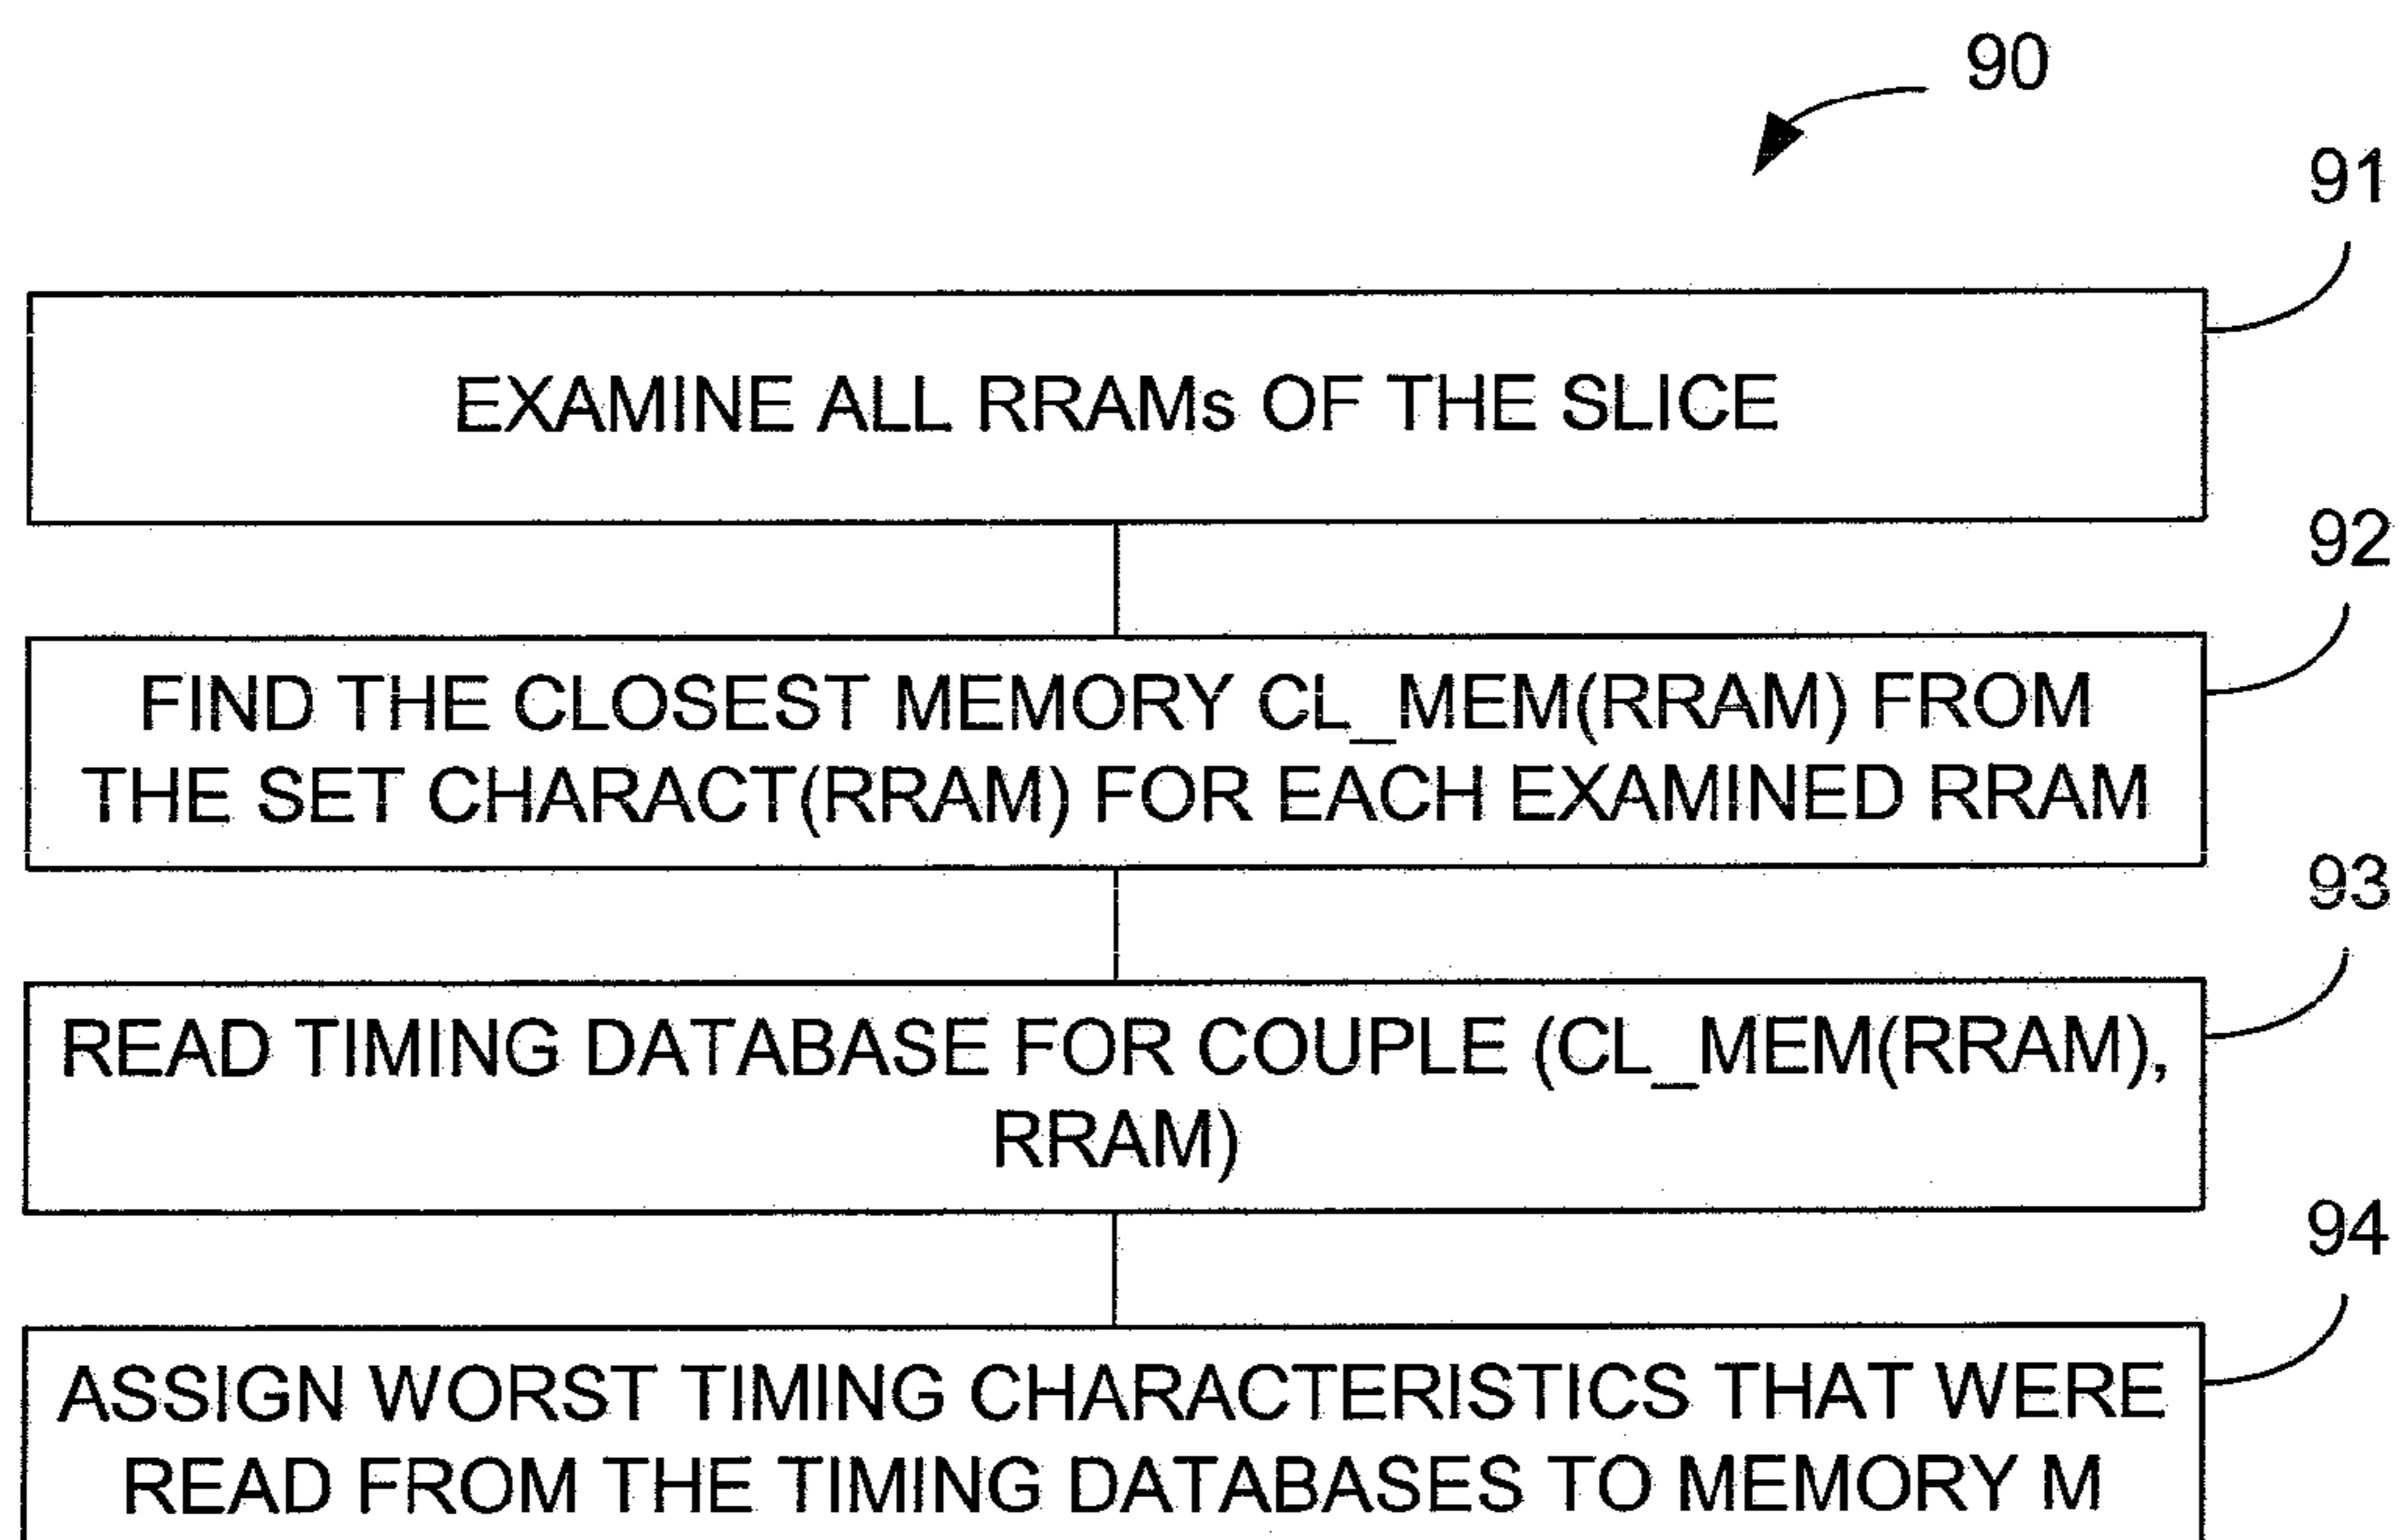 90
91
EXAMINE ALL RRAMs OF THE SLICE
92
FIND THE CLOSEST MEMORY CL_MEM(RRAM) FROM
THE SET CHARACT(RRAM) FOR EACH EXAMINED RRAM
93
READ TIMING DATABASE FOR COUPLE (CL_MEM(RRAM),
RRAM)
94
ASSIGN WORST TIMING CHARACTERISTICS THAT WERE
READ FROM THE TIMING DATABASES TO MEMORY M